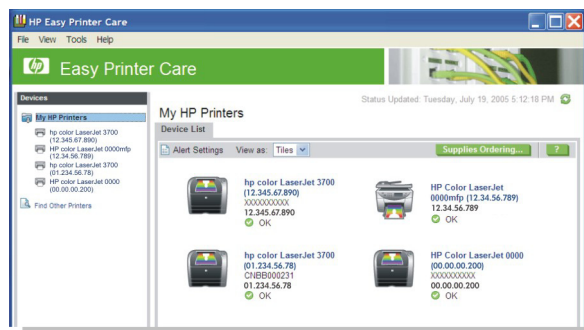 HP Easy Printer Care
File View Tools Help
hp Easy Printer Care
Devices
My HP Printers
hp color LaserJet 3700
(12.345.67.890)
HP color LaserJet 0000mfp
(12.34.56.789)
hp color LaserJet 3700
(01.234.56.78)
HP color LaserJet 0000
(00.00.00.200)
Find Other Printers
Status Updated: Tuesday, July 19, 2005 5:12:18 PM
My HP Printers
Device List
Alert Settings View as: Tiles Supplies Ordering... ?
hp color LaserJet 3700
(12.345.67.890)
XXXXXXXXXX
12.345.67.890
OK
HP Color LaserJet
0000mfp (12.34.56.789)
12.34.56.789
OK
hp color LaserJet 3700
(01.234.56.78)
CNBB000231
01.234.56.78
OK
HP Color LaserJet 0000
(00.00.00.200)
XXXXXXXXXX
00.00.00.200
OK